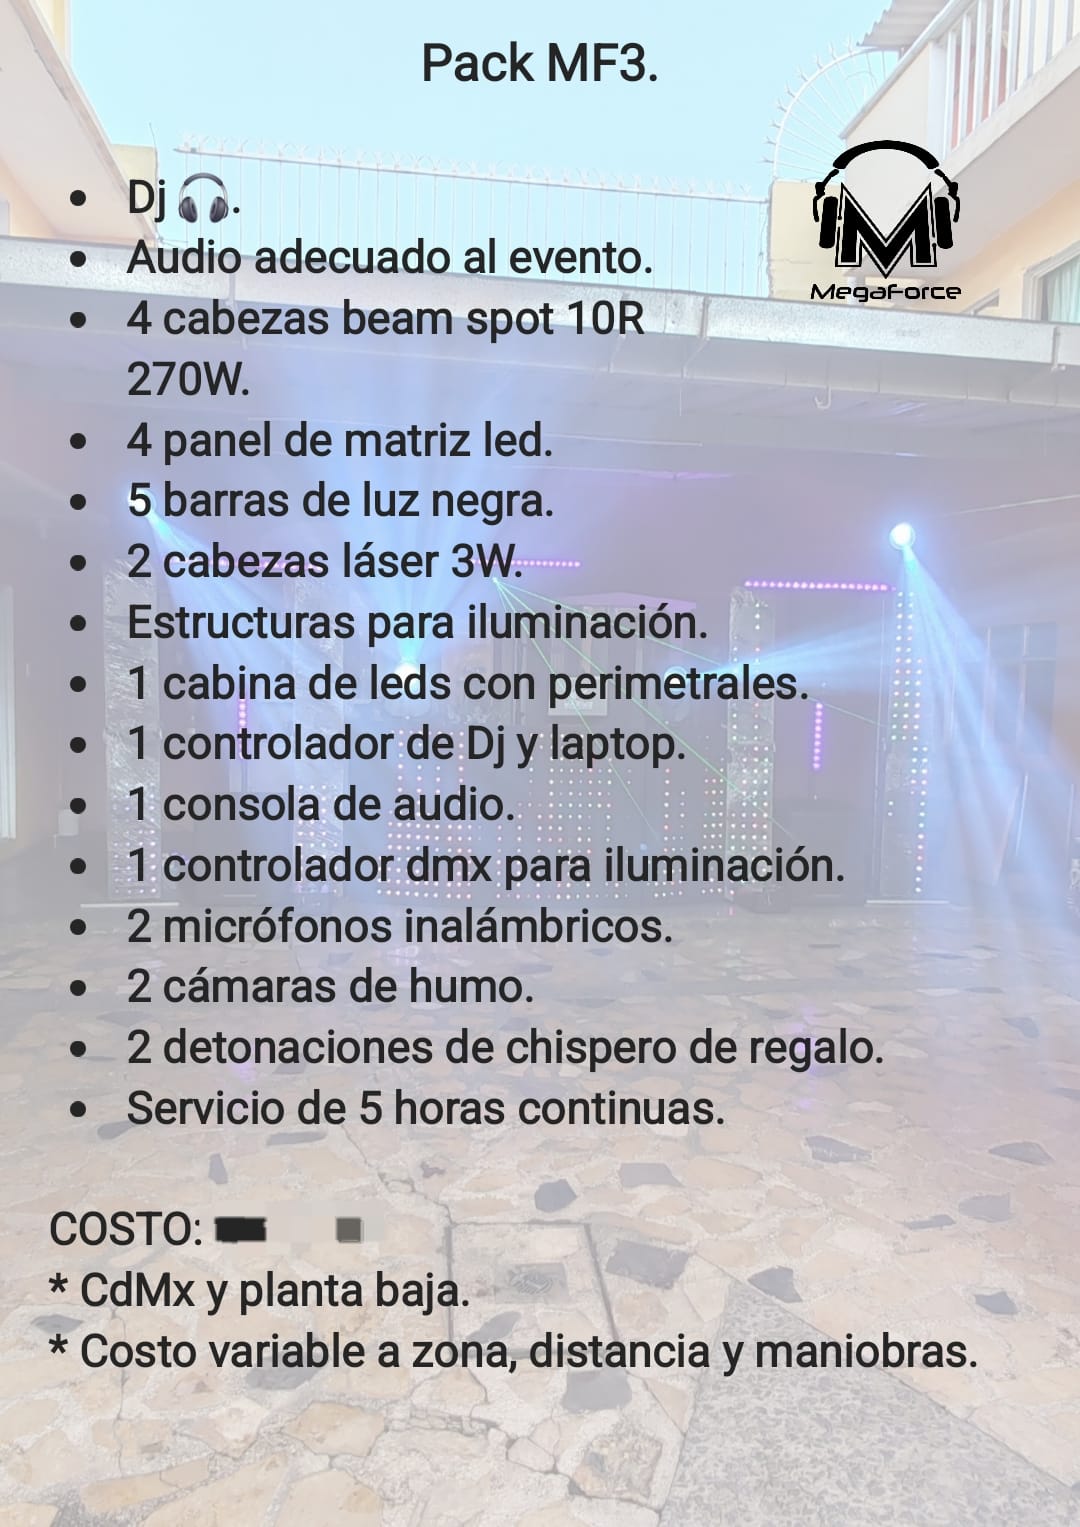 Pack MF3.
MegaForce
• Dj 🎧.
• Audio adecuado al evento.
• 4 cabezas beam spot 10R
270W.
• 4 panel de matriz led.
• 5 barras de luz negra.
• 2 cabezas láser 3W.
• Estructuras para iluminación.
• 1 cabina de leds con perimetrales.
• 1 controlador de Dj y laptop.
• 1 consola de audio.
• 1 controlador dmx para iluminación.
• 2 micrófonos inalámbricos.
• 2 cámaras de humo.
• 2 detonaciones de chispero de regalo.
• Servicio de 5 horas continuas.
COSTO:
* CdMx y planta baja.
* Costo variable a zona, distancia y maniobras.